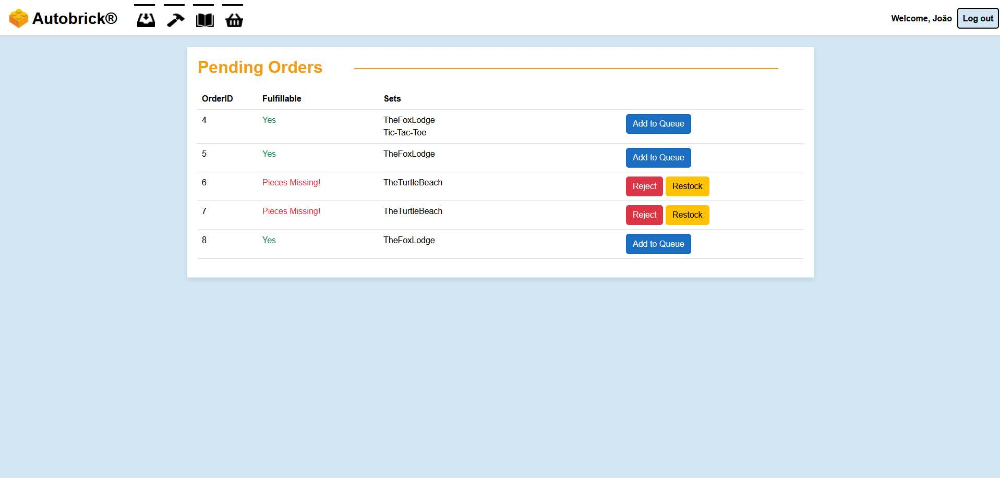 Autobrick®
Welcome, João
Log out
Pending Orders
OrderID Fulfillable Sets
4 Yes TheFoxLodge Add to Queue
Tic-Tac-Toe
5 Yes TheFoxLodge Add to Queue
6 Pieces Missing! TheTurtleBeach Reject Restock
7 Pieces Missing! TheTurtleBeach Reject Restock
8 Yes TheFoxLodge Add to Queue